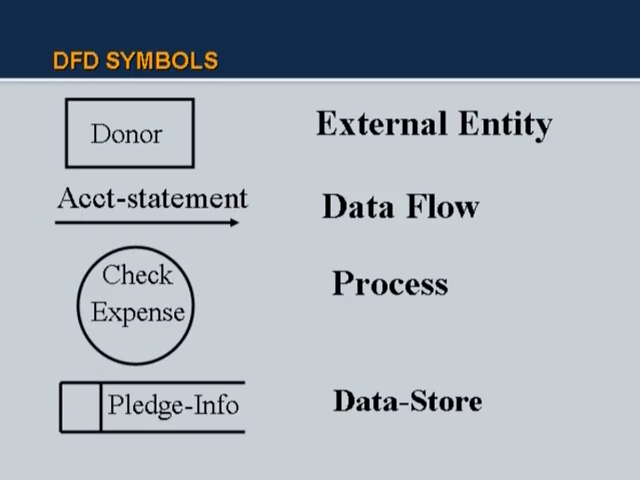 DFD SYMBOLS
Donor
External Entity
Acct-statement
Data Flow
Check
Expense
Process
Pledge-Info
Data-Store